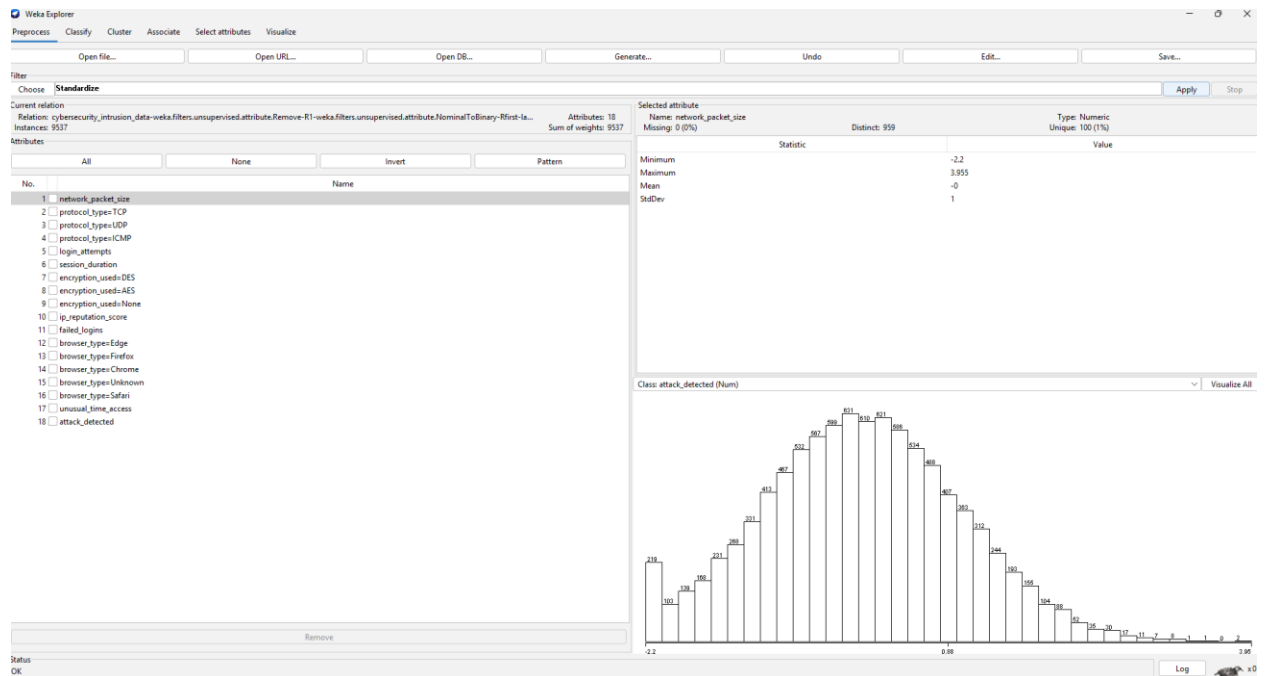 Weka Explorer
Preprocess Classify Cluster Associate Select attributes Visualize
Open file... Open URL... Open DB... Generate... Undo Edit... Save...
Filter
Choose Standardize Apply Stop
Current relation
Relation: cybersecurity_intrusion_data-weka.filters.unsupervised.attribute.Remove-R1-weka.filters.unsupervised.attribute.NominalToBinary-Rfirst-la... Attributes: 18
Instances: 9537 Sum of weights: 9537
Attributes
All None Invert Pattern
No. Name
1 network_packet_size
2 protocol_type=TCP
3 protocol_type=UDP
4 protocol_type=ICMP
5 login_attempts
6 session_duration
7 encryption_used=DES
8 encryption_used=AES
9 encryption_used=None
10 ip_reputation_score
11 failed_logins
12 browser_type=Edge
13 browser_type=Firefox
14 browser_type=Chrome
15 browser_type=Unknown
16 browser_type=Safari
17 unusual_time_access
18 attack_detected
Remove
Selected attribute
Name: network_packet_size Type: Numeric
Missing: 0 (0%) Distinct: 959 Unique: 100 (1%)
Statistic Value
Minimum -2.2
Maximum 3.955
Mean -0
StdDev 1
Class: attack_detected (Num) Visualize All
219 103 139 168 231 268 331 413 467 532 567 599 631 610 621 586 534 488 407 363 312 244 193 155 104 88 52 35 30 17 11 7 8 1 1 0 2
-2.2 0.88 3.95
Status
OK Log x0